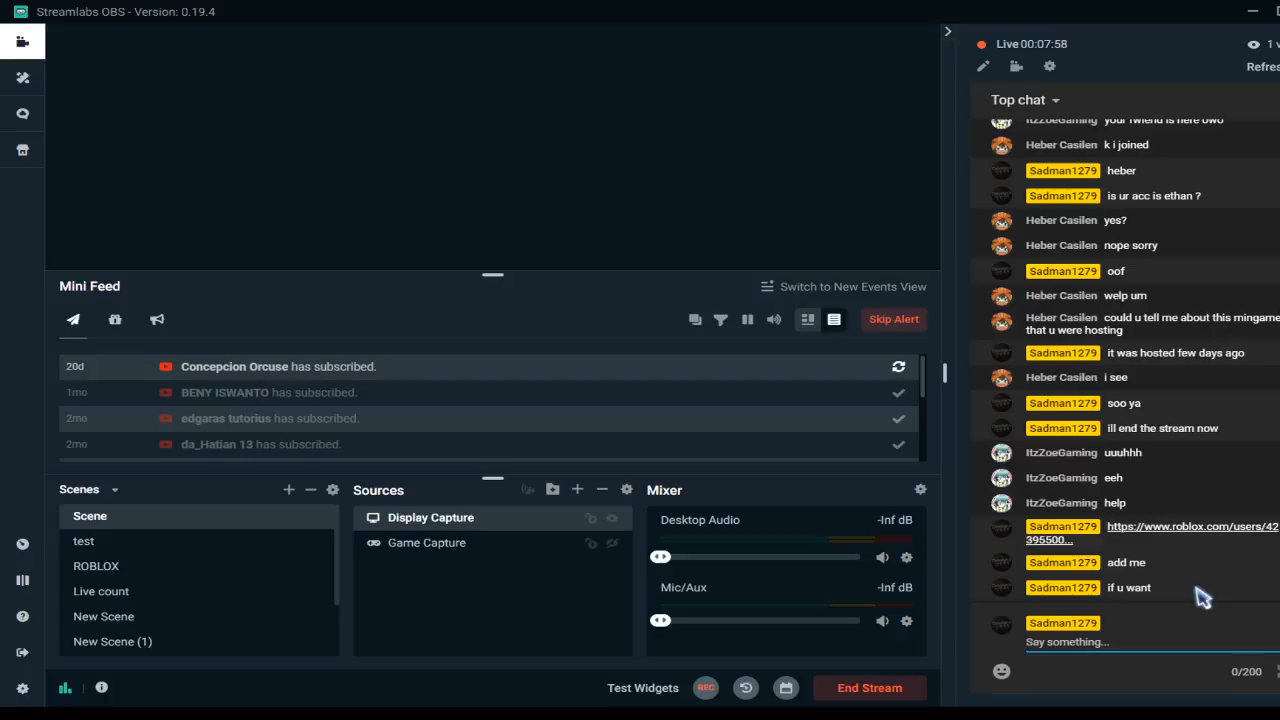 Streamlabs OBS - Version: 0.19.4
Live 00:07:58
1 v
Refres
Top chat
ItzZoeGaming your fwiend is here owo
Heber Casilen k i joined
Sadman1279 heber
Sadman1279 is ur acc is ethan ?
Heber Casilen yes?
Heber Casilen nope sorry
Sadman1279 oof
Heber Casilen welp um
Heber Casilen could u tell me about this mingame
that u were hosting
Sadman1279 it was hosted few days ago
Heber Casilen i see
Sadman1279 soo ya
Sadman1279 ill end the stream now
ItzZoeGaming uuuhhh
ItzZoeGaming eeh
ItzZoeGaming help
Sadman1279 https://www.roblox.com/users/42
395500...
Sadman1279 add me
Sadman1279 if u want
Sadman1279
Say something...
0/200
Mini Feed
Switch to New Events View
Skip Alert
20d Concepcion Orcuse has subscribed.
1mo BENY ISWANTO has subscribed.
2mo edgaras tutorius has subscribed.
2mo da_Hatian 13 has subscribed.
Scenes
Scene
test
ROBLOX
Live count
New Scene
New Scene (1)
Sources
Display Capture
Game Capture
Mixer
Desktop Audio -Inf dB
Mic/Aux -Inf dB
Test Widgets
REC
End Stream